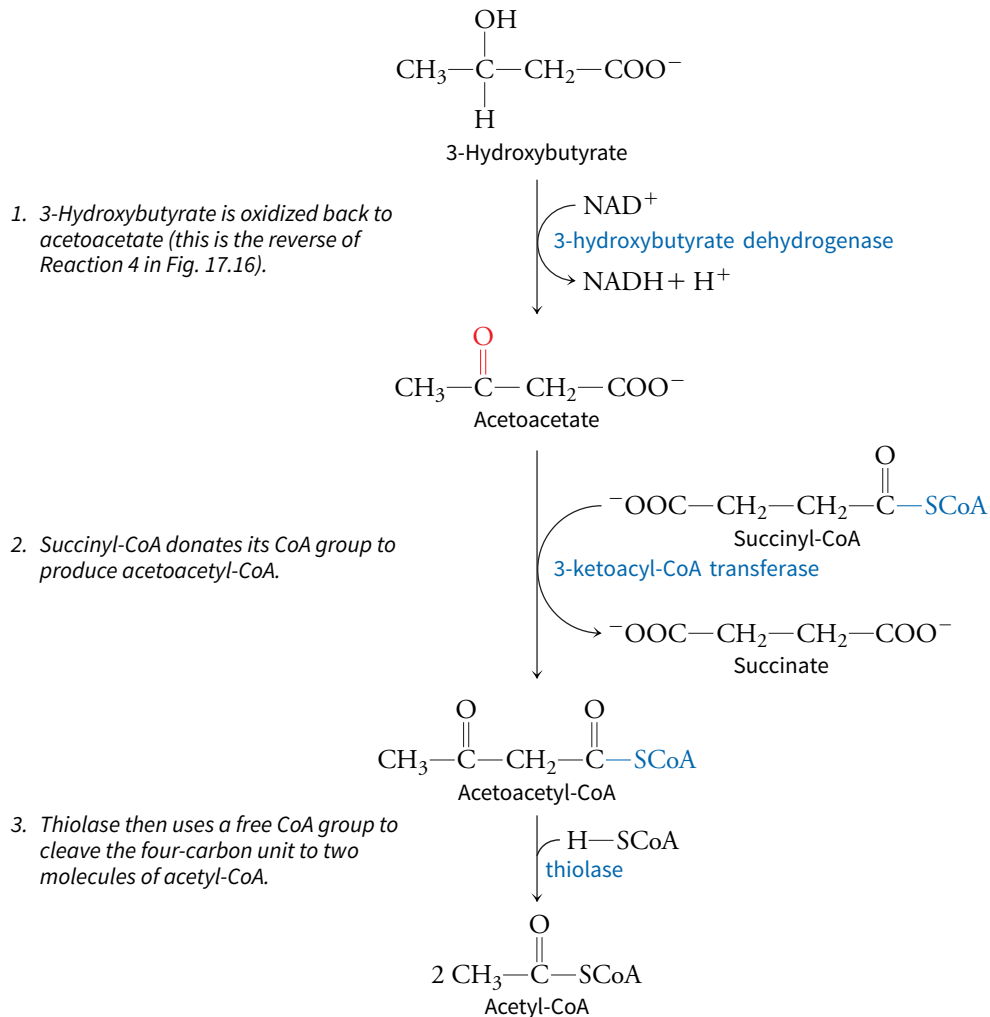 OH
CH₃—C—CH₂—COO⁻
H
3-Hydroxybutyrate
1. 3-Hydroxybutyrate is oxidized back to
acetoacetate (this is the reverse of
Reaction 4 in Fig. 17.16).
NAD⁺
3-hydroxybutyrate dehydrogenase
NADH + H⁺
O
CH₃—C—CH₂—COO⁻
Acetoacetate
O
⁻OOC—CH₂—CH₂—C—SCoA
Succinyl-CoA
2. Succinyl-CoA donates its CoA group to
produce acetoacetyl-CoA.
3-ketoacyl-CoA transferase
⁻OOC—CH₂—CH₂—COO⁻
Succinate
O O
CH₃—C—CH₂—C—SCoA
Acetoacetyl-CoA
3. Thiolase then uses a free CoA group to
cleave the four-carbon unit to two
molecules of acetyl-CoA.
H—SCoA
thiolase
O
2 CH₃—C—SCoA
Acetyl-CoA